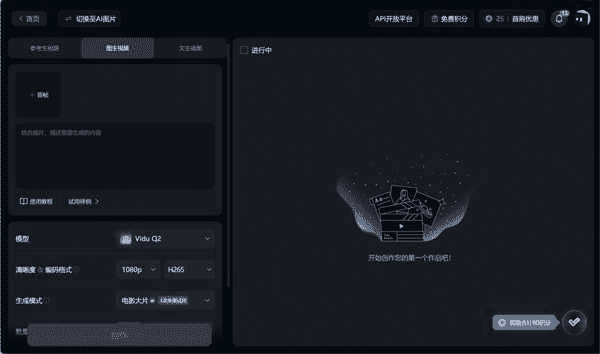 首页
切换至AI图片
API开放平台
免费积分
25
首购优惠
参考生视频
图生视频
文生视频
进行中
+ 首帧
使用教程
试用样例
模型
Vidu Q2
清晰度 & 编码格式
1080p
H265
生成模式
电影大片
开始创作您的第一个作品吧！